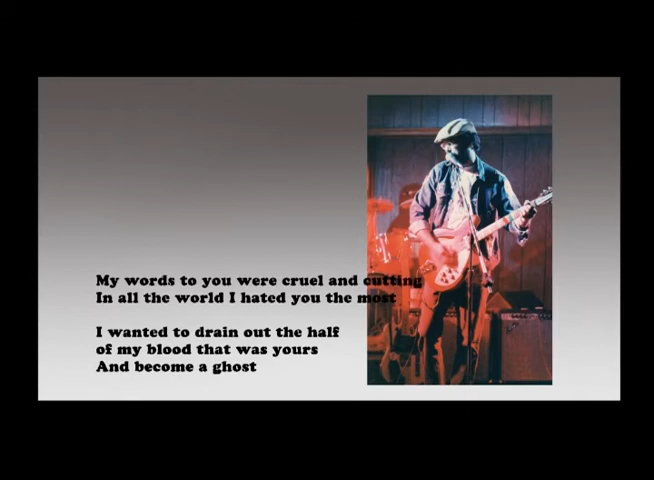 My words to you were cruel and cutting
In all the world I hated you the most
I wanted to drain out the half
of my blood that was yours
And become a ghost